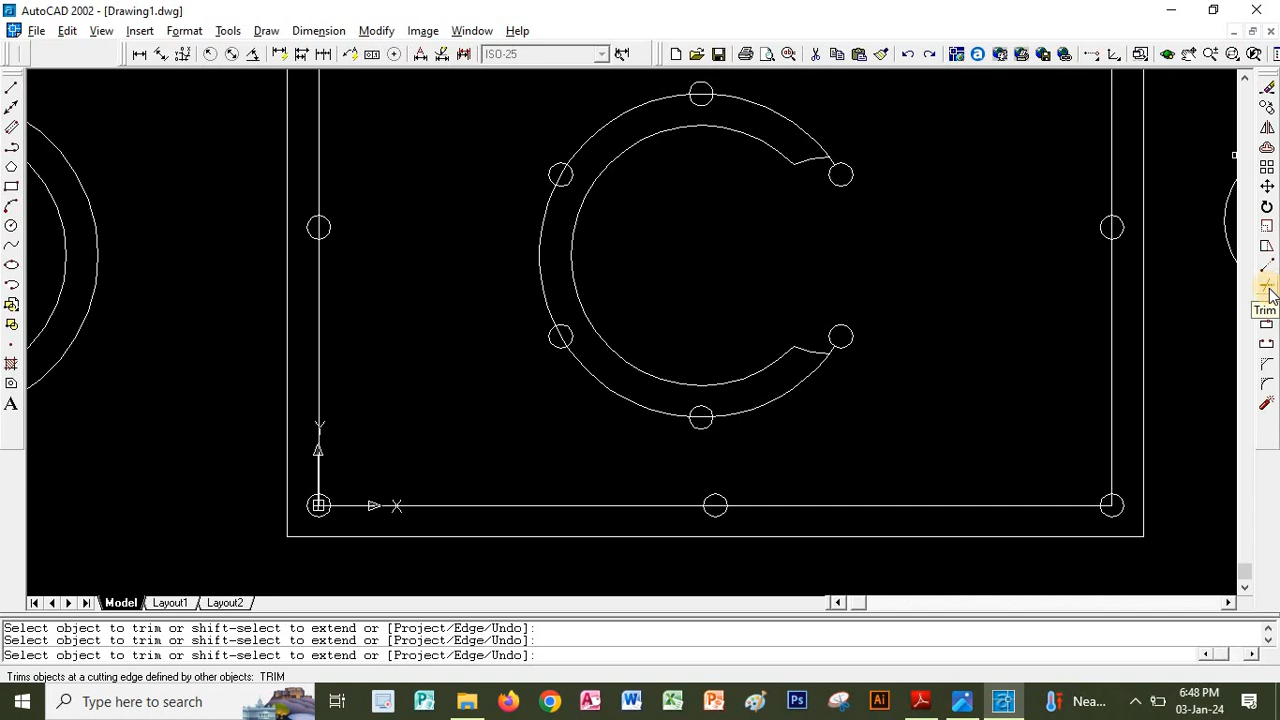 AutoCAD 2002 - [Drawing1.dwg]
File Edit View Insert Format Tools Draw Dimension Modify Image Window Help
ISO-25
A
Trim
Y
X
Model Layout1 Layout2
Select object to trim or shift-select to extend or [Project/Edge/Undo]:
Select object to trim or shift-select to extend or [Project/Edge/Undo]:
Select object to trim or shift-select to extend or [Project/Edge/Undo]:
Trims objects at a cutting edge defined by other objects: TRIM
Type here to search
Nea...
6:48 PM
03-Jan-24